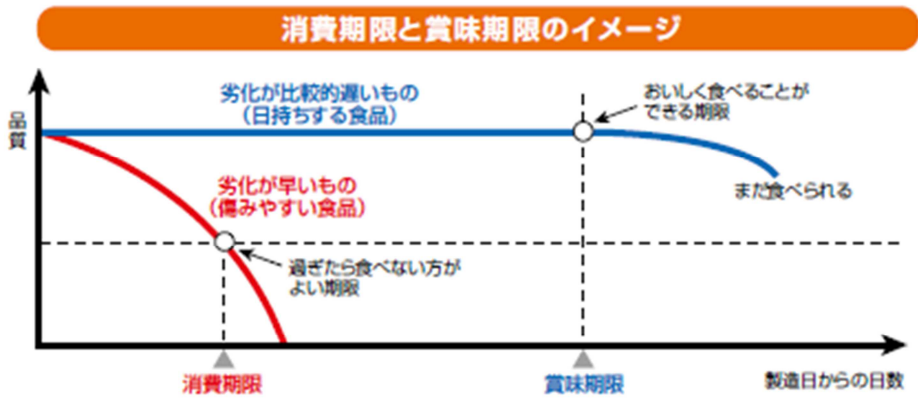 消費期限と賞味期限のイメージ
品質
劣化が比較的遅いもの
（日持ちする食品）
おいしく食べることが
できる期限
まだ食べられる
劣化が早いもの
（傷みやすい食品）
過ぎたら食べない方が
よい期限
消費期限
賞味期限
製造日からの日数